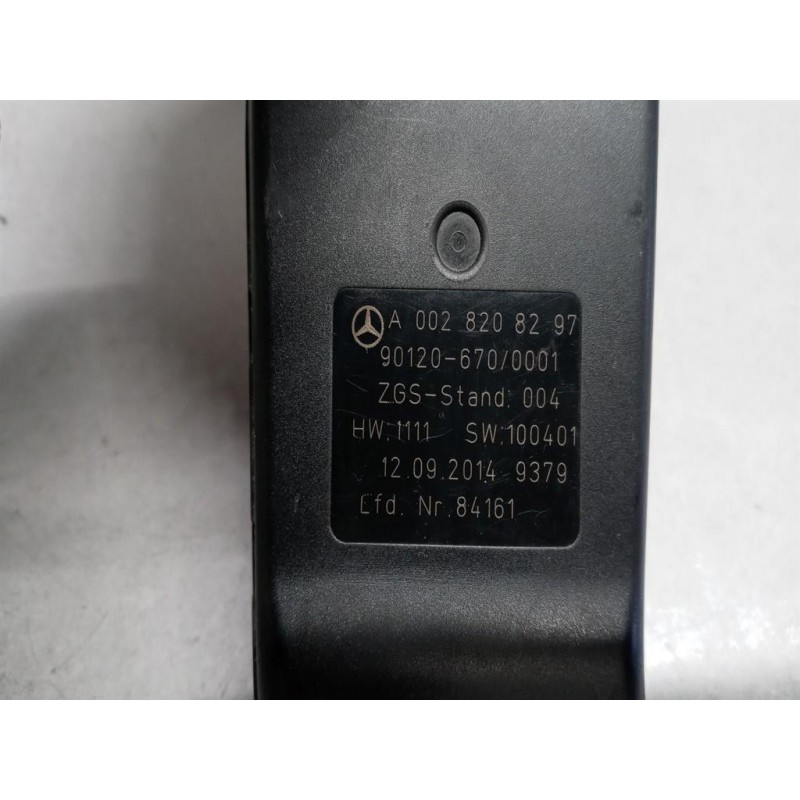 A 002 820 82 97
90120-670/0001
ZGS-Stand: 004
HW:1111 SW:100401
12.09.2014 9379
Lfd. Nr.84161